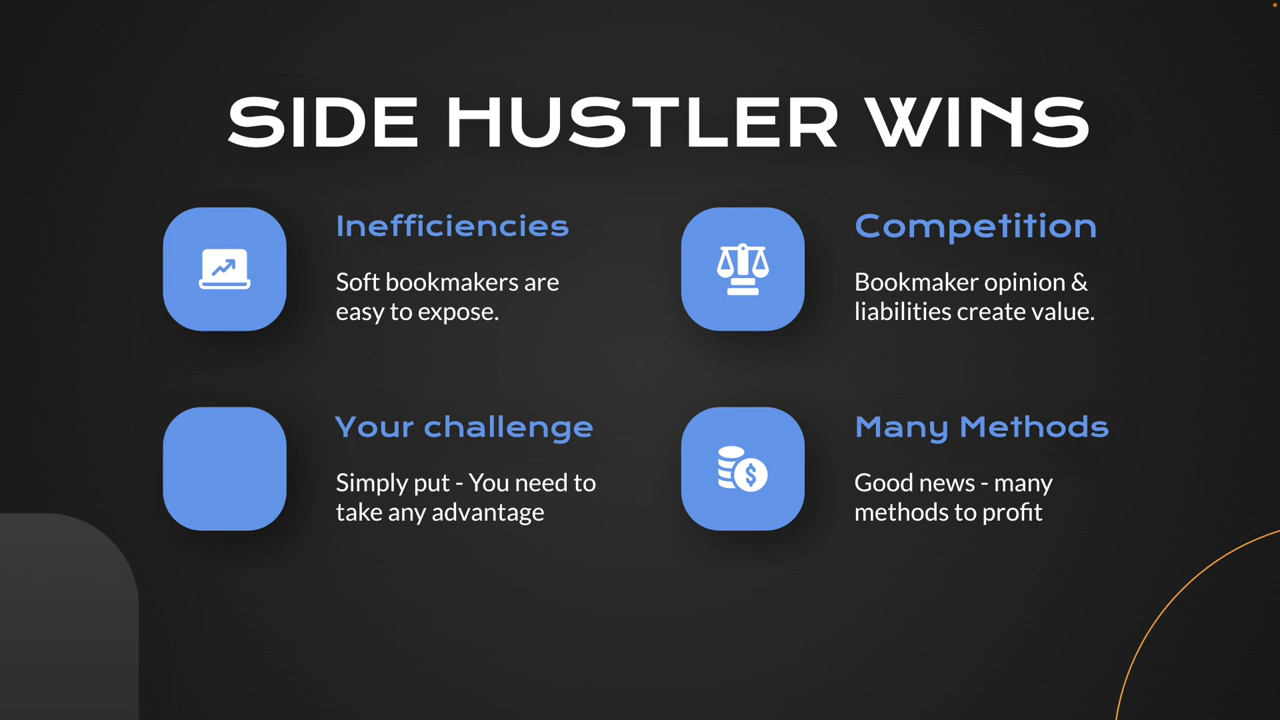 SIDE HUSTLER WINS
Inefficiencies
Soft bookmakers are
easy to expose.
Competition
Bookmaker opinion &
liabilities create value.
Your challenge
Simply put - You need to
take any advantage
Many Methods
Good news - many
methods to profit